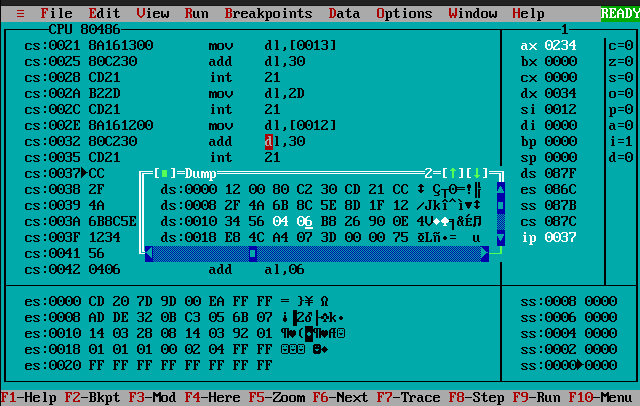 ≡ File Edit View Run Breakpoints Data Options Window Help READY
CPU 80486 1
cs:0021 8A161300 mov dl,[0013] ax 0234 c=0
cs:0025 80C230 add dl,30 bx 0000 z=0
cs:0028 CD21 int 21 cx 0000 s=0
cs:002A B22D mov dl,2D dx 0034 o=0
cs:002C CD21 int 21 si 0012 p=0
cs:002E 8A161200 mov dl,[0012] di 0000 a=0
cs:0032 80C230 add dl,30 bp 0000 i=1
cs:0035 CD21 int 21 sp 0000 d=0
cs:0037►CC [■]=Dump 2=[↑][↓] ds 087F
cs:0038 2F ds:0000 12 00 80 C2 30 CD 21 CC es 086C
cs:0039 4A ds:0008 2F 4A 6B 8C 5E 8D 1F 12 ss 087B
cs:003A 6B8C5E ds:0010 34 56 04 06 B8 26 90 0E cs 087C
cs:003F 1234 ds:0018 E8 4C A4 07 3D 00 00 75 ip 0037
cs:0041 56
cs:0042 0406 add al,06
es:0000 CD 20 7D 9D 00 EA FF FF = }¥ Ω ss:0008 0000
es:0008 AD DE 32 0B C3 05 6B 07 ss:0006 0000
es:0010 14 03 28 08 14 03 92 01 ss:0004 0000
es:0018 01 01 01 00 02 04 FF FF ss:0002 0000
es:0020 FF FF FF FF FF FF FF FF ss:0000►0000
F1-Help F2-Bkpt F3-Mod F4-Here F5-Zoom F6-Next F7-Trace F8-Step F9-Run F10-Menu